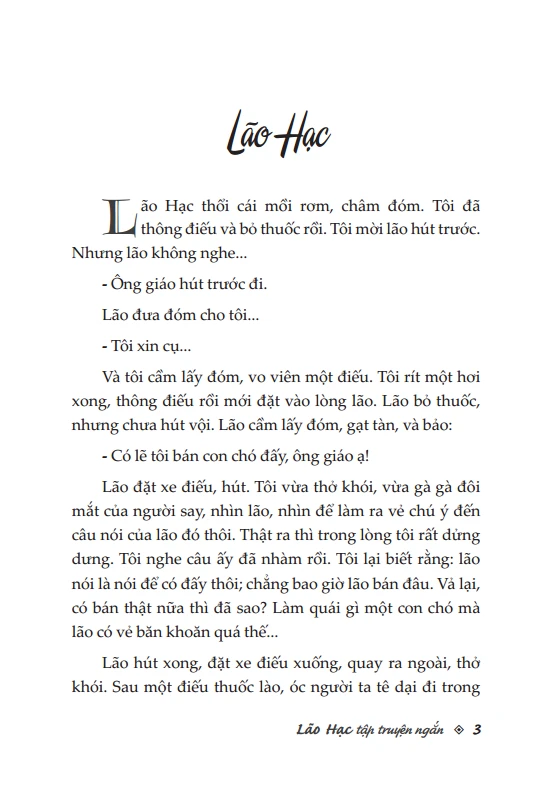 Lão Hạc
Lão Hạc thổi cái mồi rơm, châm đóm. Tôi đã
thông điếu và bỏ thuốc rồi. Tôi mời lão hút trước.
Nhưng lão không nghe...
- Ông giáo hút trước đi.
Lão đưa đóm cho tôi...
- Tôi xin cụ...
Và tôi cầm lấy đóm, vo viên một điếu. Tôi rít một hơi
xong, thông điếu rồi mới đặt vào lòng lão. Lão bỏ thuốc,
nhưng chưa hút vội. Lão cầm lấy đóm, gạt tàn, và bảo:
- Có lẽ tôi bán con chó đấy, ông giáo ạ!
Lão đặt xe điếu, hút. Tôi vừa thở khói, vừa gà gà đôi
mắt của người say, nhìn lão, nhìn để làm ra vẻ chú ý đến
câu nói của lão đó thôi. Thật ra thì trong lòng tôi rất dửng
dưng. Tôi nghe câu ấy đã nhàm rồi. Tôi lại biết rằng: lão
nói là nói để có đấy thôi; chẳng bao giờ lão bán đâu. Vả lại,
có bán thật nữa thì đã sao? Làm quái gì một con chó mà
lão có vẻ băn khoăn quá thế...
Lão hút xong, đặt xe điếu xuống, quay ra ngoài, thở
khói. Sau một điếu thuốc lào, óc người ta tê dại đi trong
Lão Hạc tập truyện ngắn 3